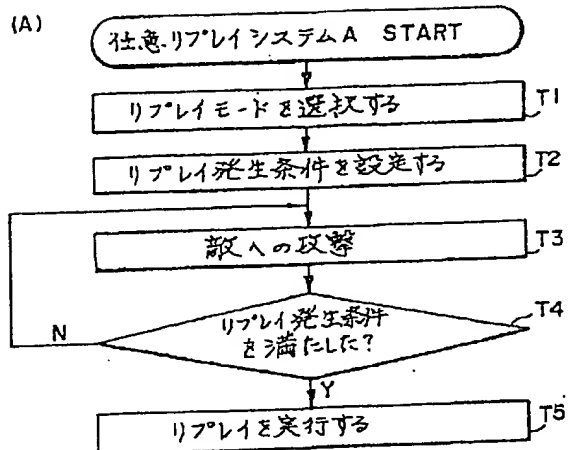 (A)
任意リプレイシステムA START
リプレイモードを選択する
T1
リプレイ発生条件を設定する
T2
敵への攻撃
T3
リプレイ発生条件
を満たした?
T4
N
Y
リプレイを実行する
T5